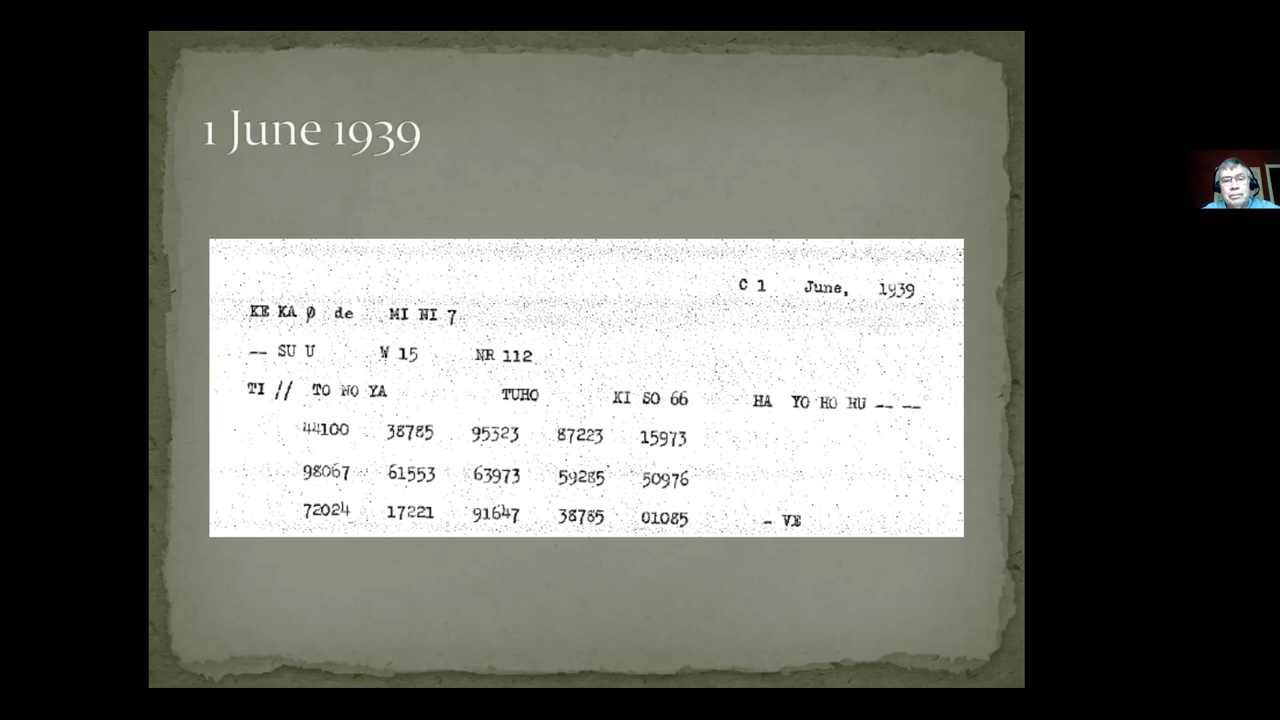 1 June 1939
C 1 June, 1939
KE KA Ø de MI NI 7
-- SU U W 15 NR 112
TI // TO NO YA TUHO KI SO 66 HA YO HO RU -- --
44100 38785 95323 87223 15973
98067 61553 63973 59285 50976
72024 17221 91647 38785 01085 - VE